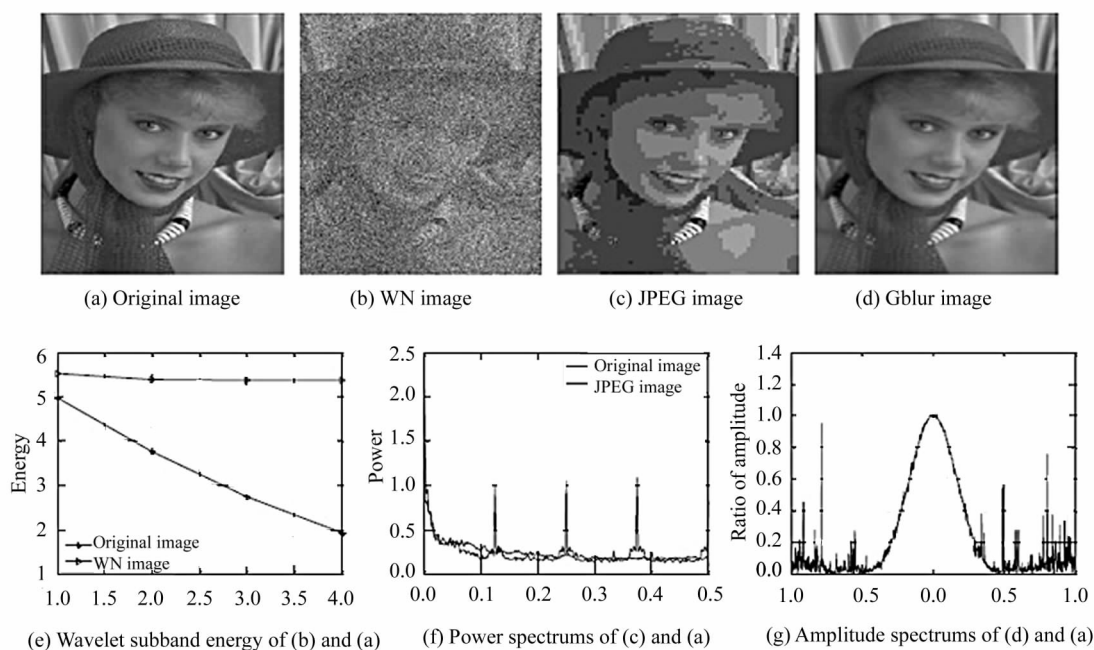 (a) Original image (b) WN image (c) JPEG image (d) Gblur image
6
5
4
3
2
1
Energy
Original image
WN image
1.0 1.5 2.0 2.5 3.0 3.5 4.0
(e) Wavelet subband energy of (b) and (a)
2.5
2.0
1.5
1.0
0.5
0.0
Power
Original image
JPEG image
0.0 0.1 0.2 0.3 0.4 0.5
(f) Power spectrums of (c) and (a)
1.4
1.2
1.0
0.8
0.6
0.4
0.2
0.0
Ratio of amplitude
1.0 0.5 0.0 0.5 1.0
(g) Amplitude spectrums of (d) and (a)